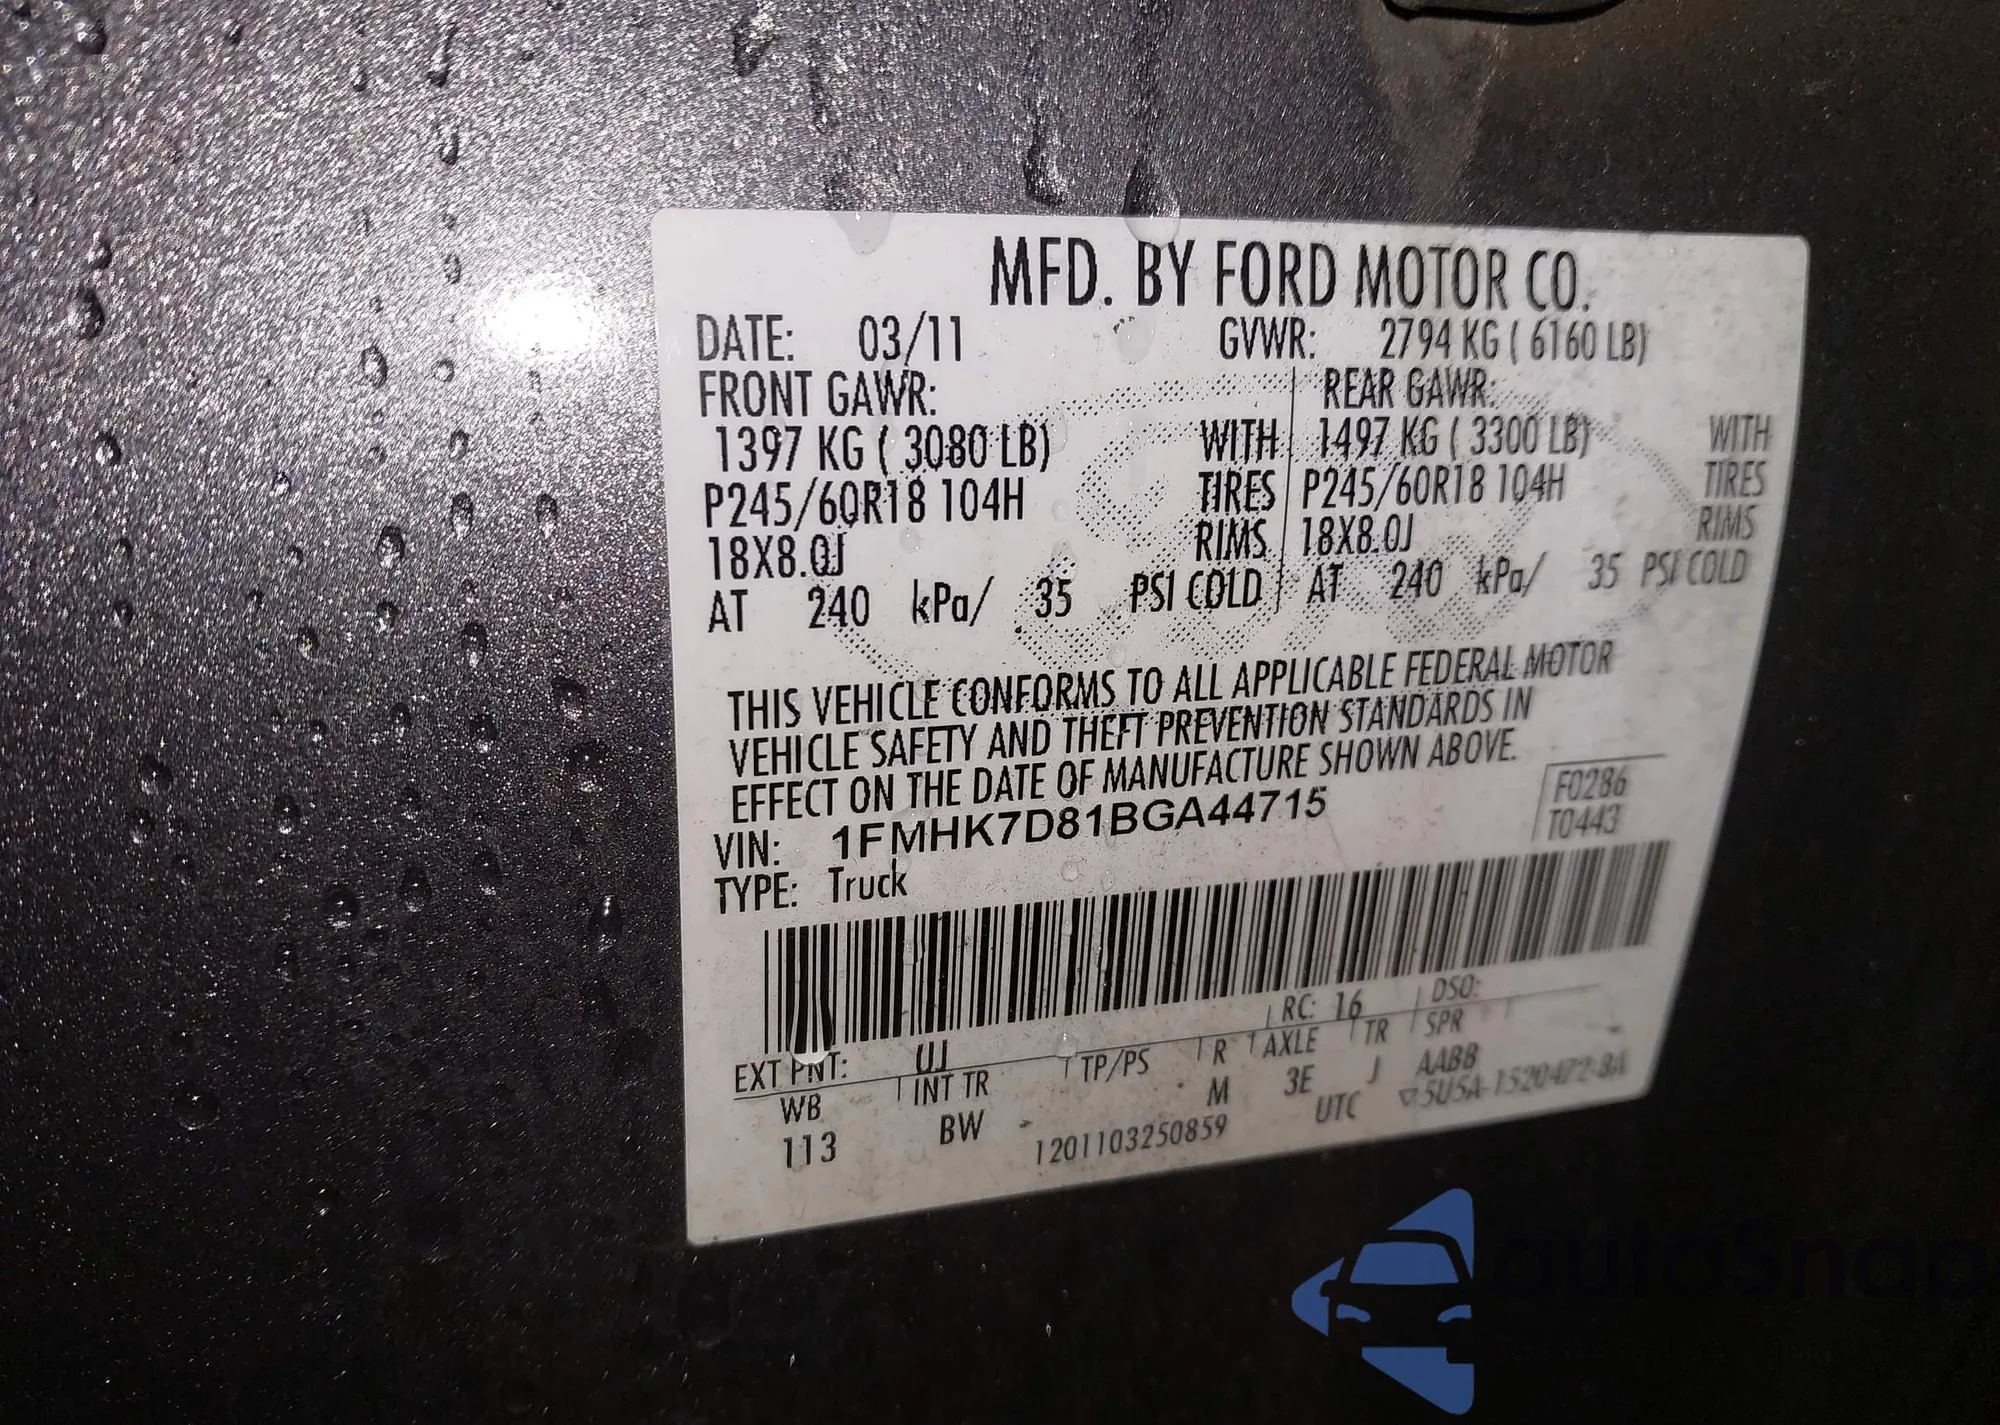 MFD. BY FORD MOTOR CO.
DATE: 03/11 GVWR: 2794 KG ( 6160 LB)
FRONT GAWR: REAR GAWR:
1397 KG ( 3080 LB) WITH 1497 KG ( 3300 LB) WITH
P245/60R18 104H TIRES P245/60R18 104H TIRES
18X8.0J RIMS 18X8.0J RIMS
AT 240 kPa/ 35 PSI COLD AT 240 kPa/ 35 PSI COLD
THIS VEHICLE CONFORMS TO ALL APPLICABLE FEDERAL MOTOR
VEHICLE SAFETY AND THEFT PREVENTION STANDARDS IN
EFFECT ON THE DATE OF MANUFACTURE SHOWN ABOVE.
F0286
VIN: 1FMHK7D81BGA44715 T0443
TYPE: Truck
EXT PNT: UJ RC: 16 DSO:
WB INT TR TP/PS R AXLE TR SPR
113 BW M 3E J AABB
1201103250859 UTC ▽5U5A-1520472-BA
autoSnap